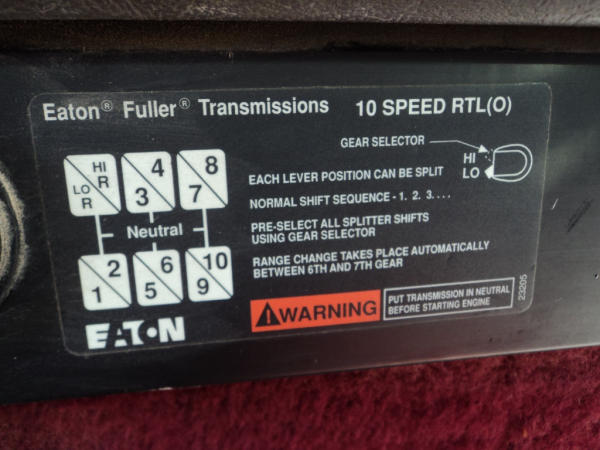 Eaton® Fuller® Transmissions 10 SPEED RTL(O)
GEAR SELECTOR
HI
LO
HI R
LO R
4
3
8
7
Neutral
2
1
6
5
10
9
EACH LEVER POSITION CAN BE SPLIT
NORMAL SHIFT SEQUENCE - 1. 2. 3. . . .
PRE-SELECT ALL SPLITTER SHIFTS
USING GEAR SELECTOR
RANGE CHANGE TAKES PLACE AUTOMATICALLY
BETWEEN 6TH AND 7TH GEAR
WARNING
PUT TRANSMISSION IN NEUTRAL
BEFORE STARTING ENGINE
23205
EATON